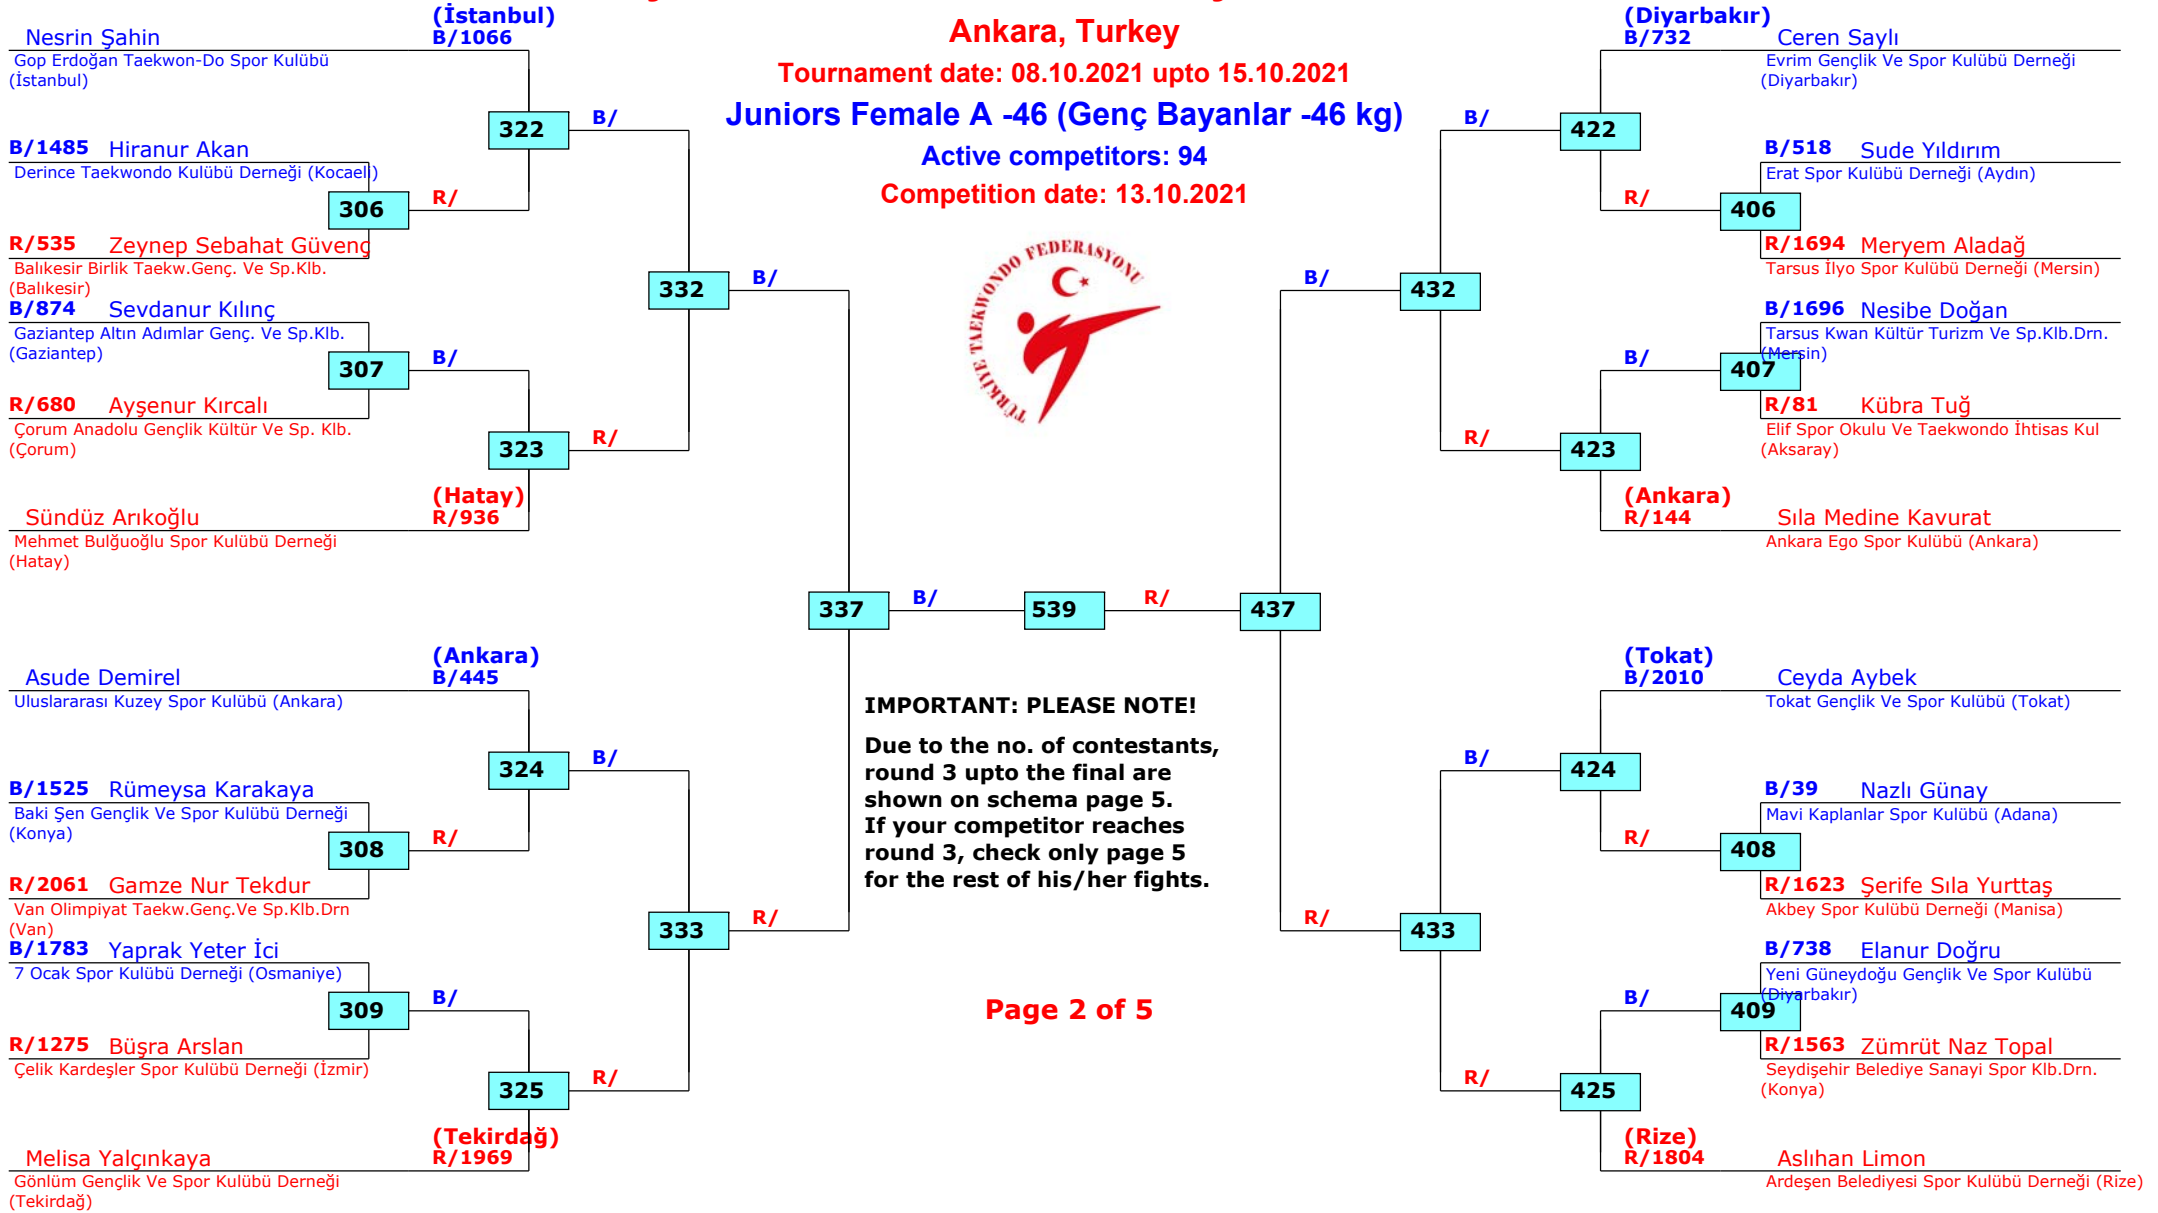 (İstanbul)
Nesrin Şahin B/1066
Gop Erdoğan Taekwon-Do Spor Kulübü
(İstanbul)
322 B/
B/1485 Hiranur Akan
Derince Taekwondo Kulübü Derneği (Kocaeli)
306 R/
R/535 Zeynep Sebahat Güvenç
Balıkesir Birlik Taekw.Genç. Ve Sp.Klb.
(Balıkesir)
332 B/
B/874 Sevdanur Kılınç
Gaziantep Altın Adımlar Genç. Ve Sp.Klb.
(Gaziantep)
307 B/
R/680 Ayşenur Kırcalı
Çorum Anadolu Gençlik Kültür Ve Sp. Klb.
(Çorum)
323 R/
(Hatay)
Sündüz Arıkoğlu R/936
Mehmet Bulğuoğlu Spor Kulübü Derneği
(Hatay)
337 B/
(Ankara)
Asude Demirel B/445
Uluslararası Kuzey Spor Kulübü (Ankara)
324 B/
B/1525 Rümeysa Karakaya
Baki Şen Gençlik Ve Spor Kulübü Derneği
(Konya)
308 R/
R/2061 Gamze Nur Tekdur
Van Olimpiyat Taekw.Genç.Ve Sp.Klb.Drn
(Van)
333 R/
B/1783 Yaprak Yeter İci
7 Ocak Spor Kulübü Derneği (Osmaniye)
309 B/
R/1275 Büşra Arslan
Çelik Kardeşler Spor Kulübü Derneği (İzmir)
325 R/
(Tekirdağ)
Melisa Yalçınkaya R/1969
Gönlüm Gençlik Ve Spor Kulübü Derneği
(Tekirdağ)
Ankara, Turkey
Tournament date: 08.10.2021 upto 15.10.2021
Juniors Female A -46 (Genç Bayanlar -46 kg)
Active competitors: 94
Competition date: 13.10.2021
TÜRKİYE TAEKWONDO FEDERASYONU
539
IMPORTANT: PLEASE NOTE!
Due to the no. of contestants,
round 3 upto the final are
shown on schema page 5.
If your competitor reaches
round 3, check only page 5
for the rest of his/her fights.
Page 2 of 5
(Diyarbakır)
B/732 Ceren Saylı
Evrim Gençlik Ve Spor Kulübü Derneği
(Diyarbakır)
B/ 422
B/518 Sude Yıldırım
Erat Spor Kulübü Derneği (Aydın)
R/ 406
R/1694 Meryem Aladağ
Tarsus İlyo Spor Kulübü Derneği (Mersin)
B/ 432
B/1696 Nesibe Doğan
Tarsus Kwan Kültür Turizm Ve Sp.Klb.Drn.
(Mersin)
B/ 407
R/81 Kübra Tuğ
Elif Spor Okulu Ve Taekwondo İhtisas Kul
(Aksaray)
R/ 423
(Ankara)
R/144 Sıla Medine Kavurat
Ankara Ego Spor Kulübü (Ankara)
R/ 437
(Tokat)
B/2010 Ceyda Aybek
Tokat Gençlik Ve Spor Kulübü (Tokat)
B/ 424
B/39 Nazlı Günay
Mavi Kaplanlar Spor Kulübü (Adana)
R/ 408
R/1623 Şerife Sıla Yurttaş
Akbey Spor Kulübü Derneği (Manisa)
R/ 433
B/738 Elanur Doğru
Yeni Güneydoğu Gençlik Ve Spor Kulübü
(Diyarbakır)
B/ 409
R/1563 Zümrüt Naz Topal
Seydişehir Belediye Sanayi Spor Klb.Drn.
(Konya)
R/ 425
(Rize)
R/1804 Aslıhan Limon
Ardeşen Belediyesi Spor Kulübü Derneği (Rize)